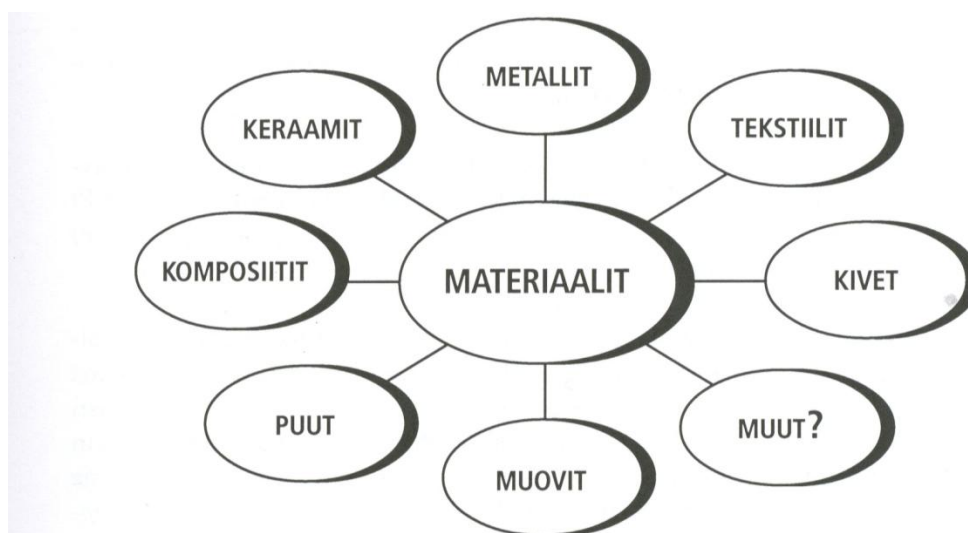 METALLIT
KERAAMIT
TEKSTIILIT
KOMPOSIITIT
MATERIAALIT
KIVET
PUUT
MUUT?
MUOVIT